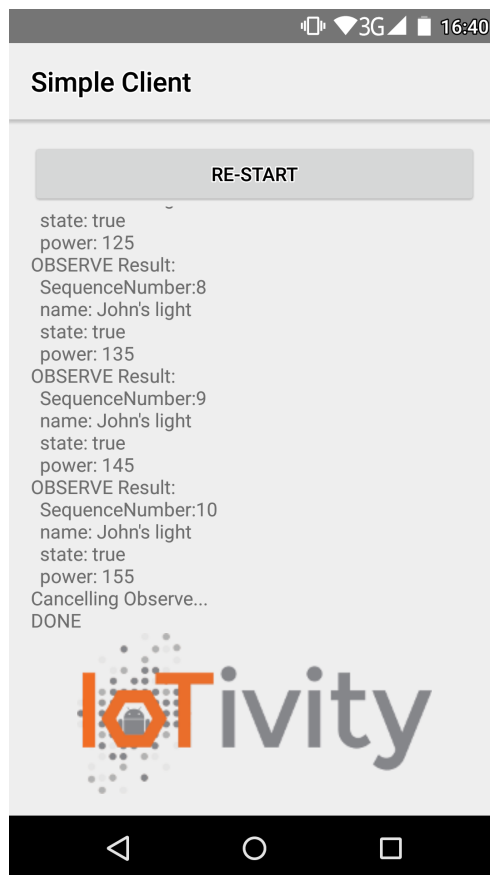 3G 16:40
Simple Client
RE-START
state: true
power: 125
OBSERVE Result:
SequenceNumber:8
name: John's light
state: true
power: 135
OBSERVE Result:
SequenceNumber:9
name: John's light
state: true
power: 145
OBSERVE Result:
SequenceNumber:10
name: John's light
state: true
power: 155
Cancelling Observe...
DONE
IoTivity